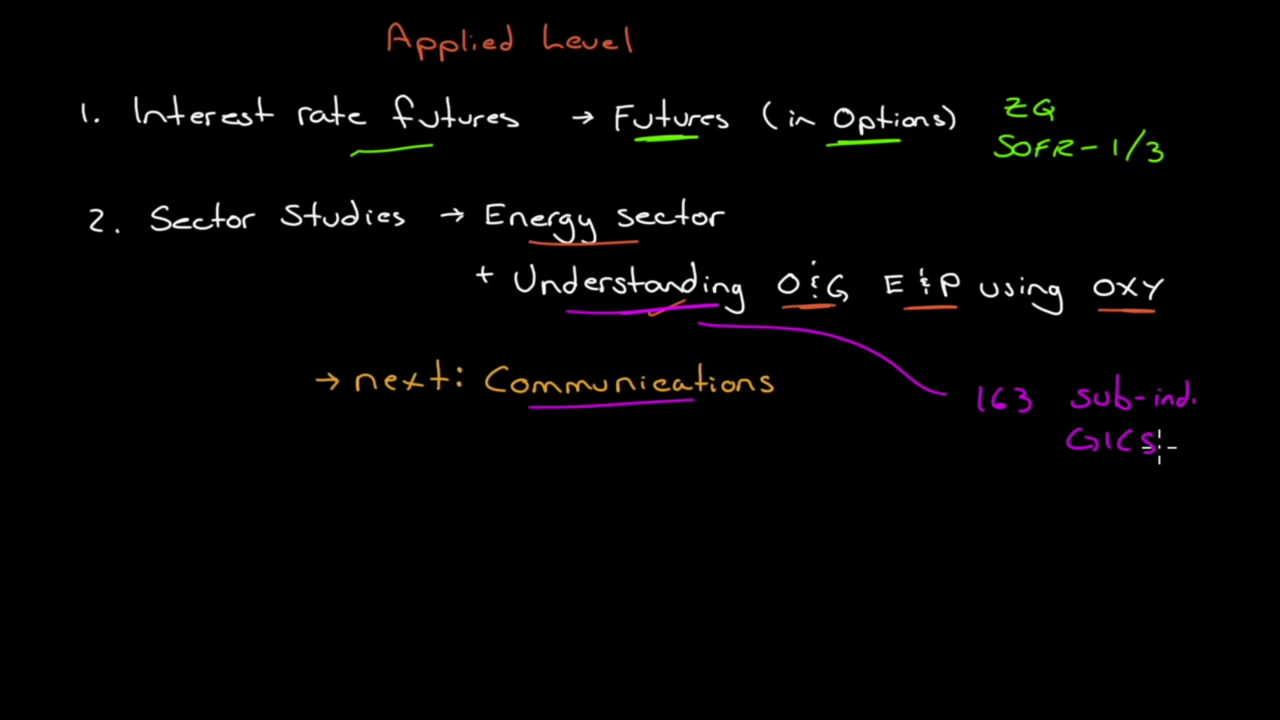 Applied Level
1. Interest rate futures → Futures (in Options) ZQ
SOFR - 1/3
2. Sector Studies → Energy sector
+ Understanding O & G E & P using OXY
→ next: Communications
163 sub-ind.
GICS